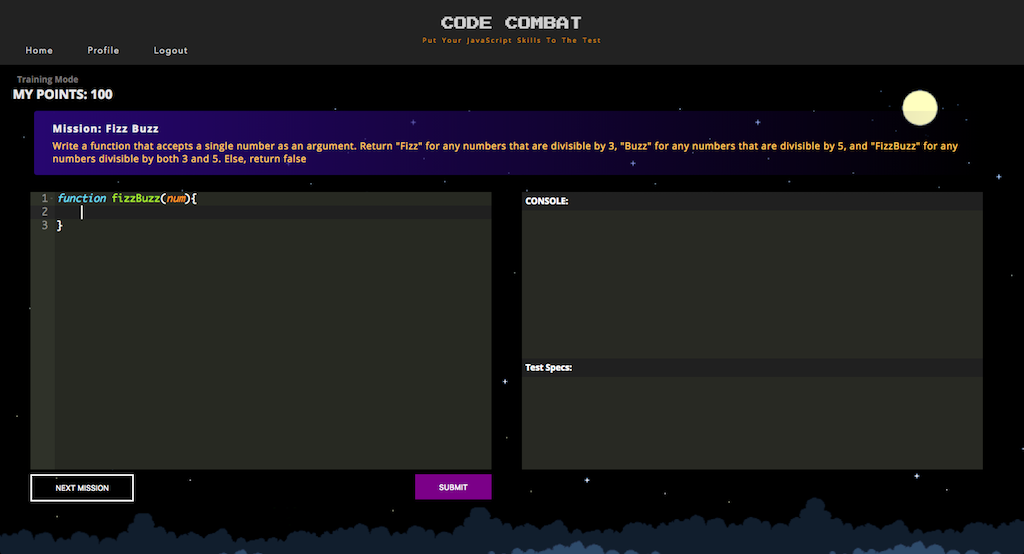 CODE COMBAT
Put Your JavaScript Skills To The Test
Home Profile Logout
Training Mode
MY POINTS: 100
Mission: Fizz Buzz
Write a function that accepts a single number as an argument. Return "Fizz" for any numbers that are divisible by 3, "Buzz" for any numbers that are divisible by 5, and "FizzBuzz" for any
numbers divisible by both 3 and 5. Else, return false
1 function fizzBuzz(num){
2
3 }
CONSOLE:
Test Specs:
NEXT MISSION
SUBMIT